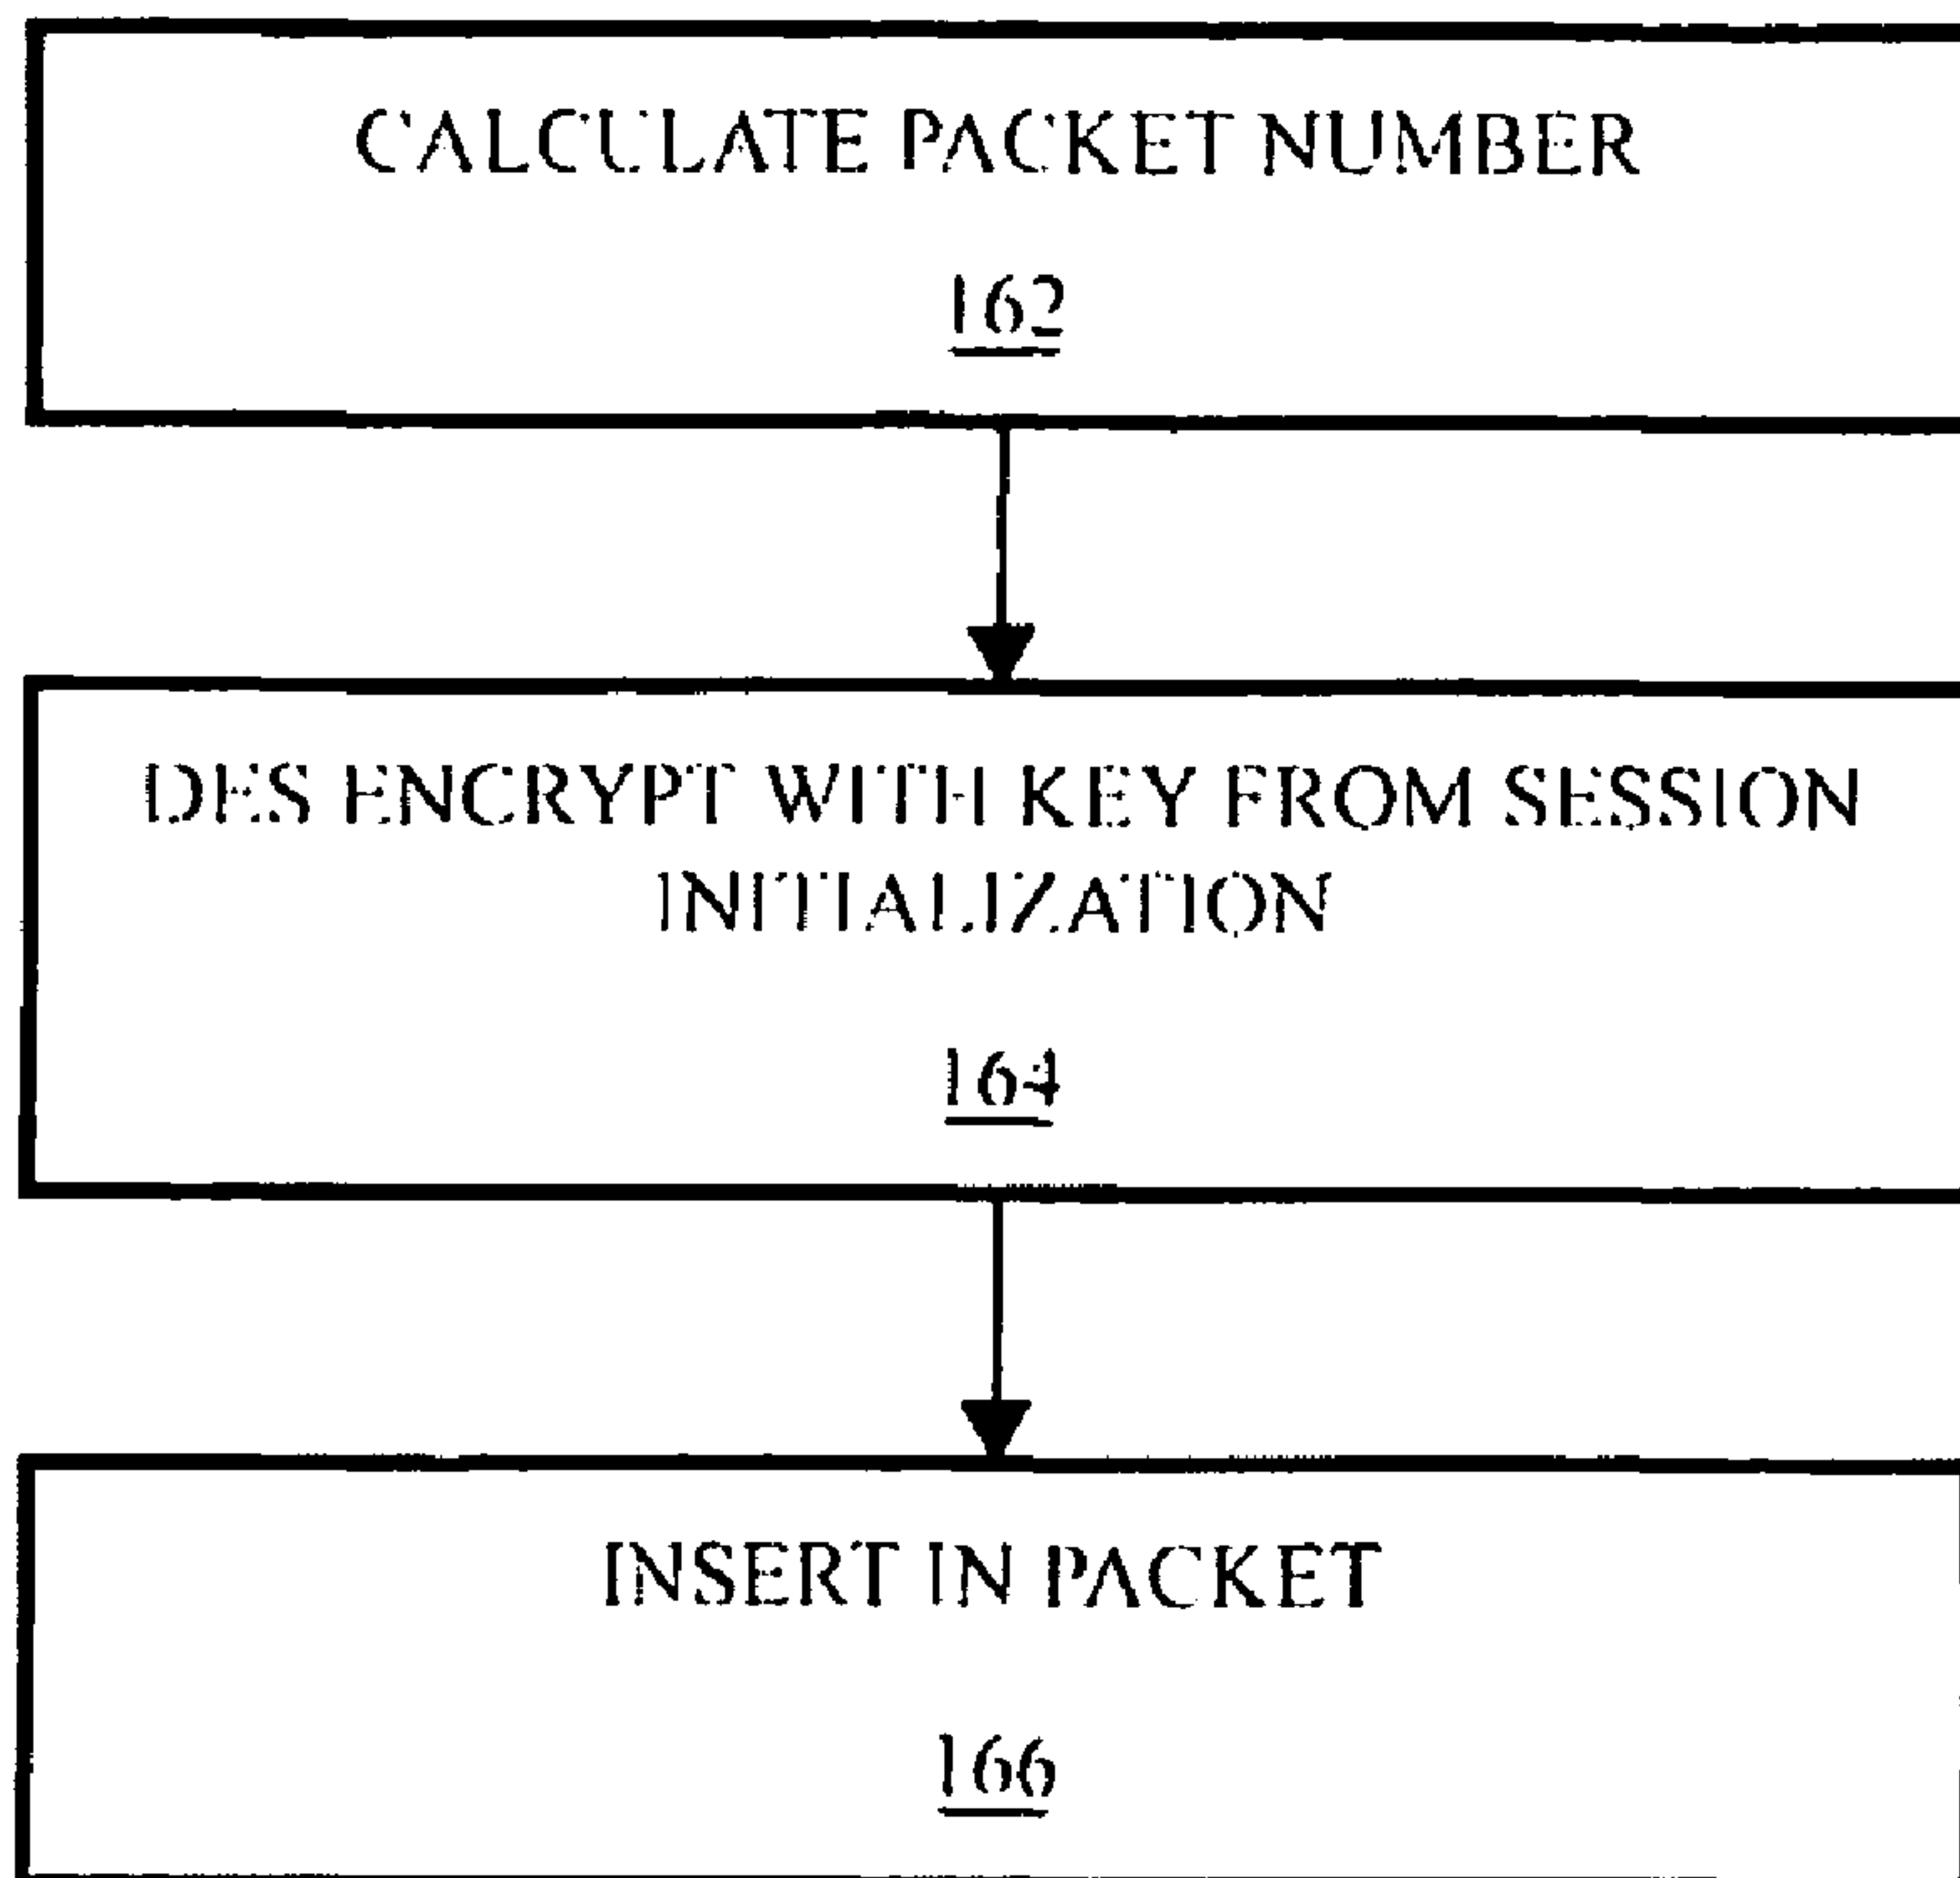 CALCULATE PACKET NUMBER
162
DES ENCRYPT WITH KEY FROM SESSION
INITIALIZATION
164
INSERT IN PACKET
166